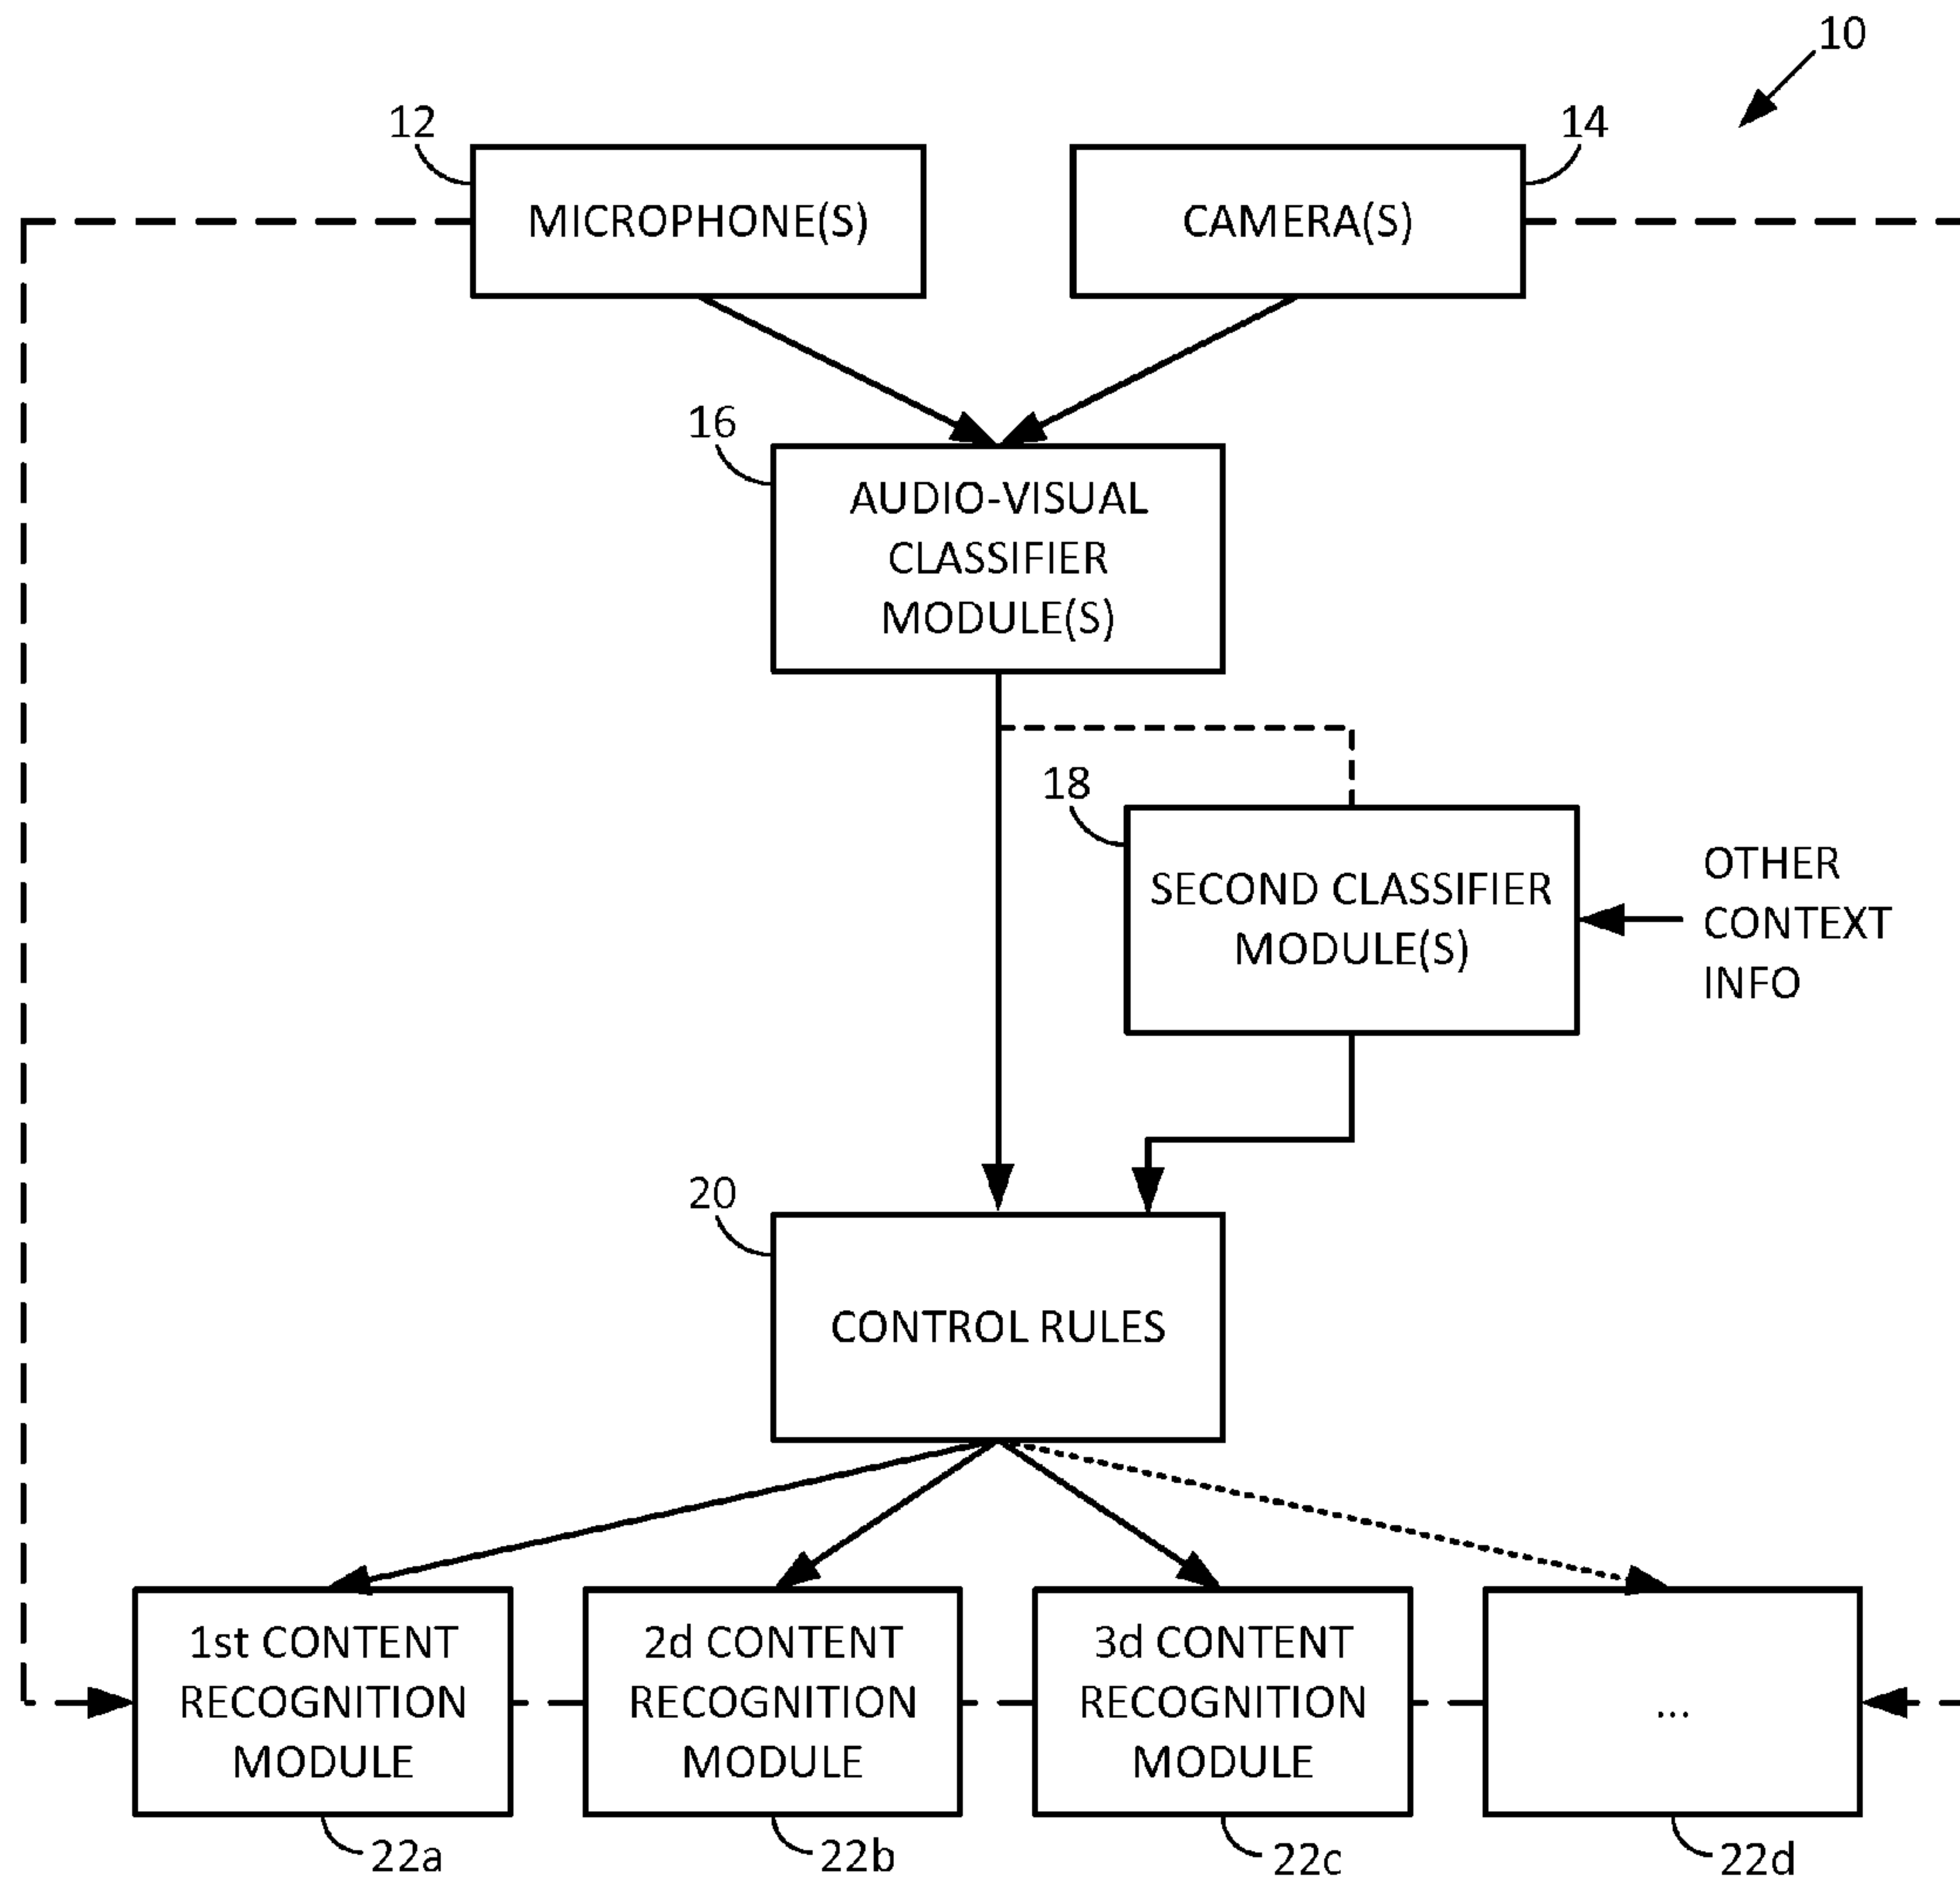 10
12
14
MICROPHONE(S)
CAMERA(S)
16
AUDIO-VISUAL
CLASSIFIER
MODULE(S)
18
SECOND CLASSIFIER
MODULE(S)
OTHER
CONTEXT
INFO
20
CONTROL RULES
1st CONTENT
RECOGNITION
MODULE
2d CONTENT
RECOGNITION
MODULE
3d CONTENT
RECOGNITION
MODULE
...
22a
22b
22c
22d